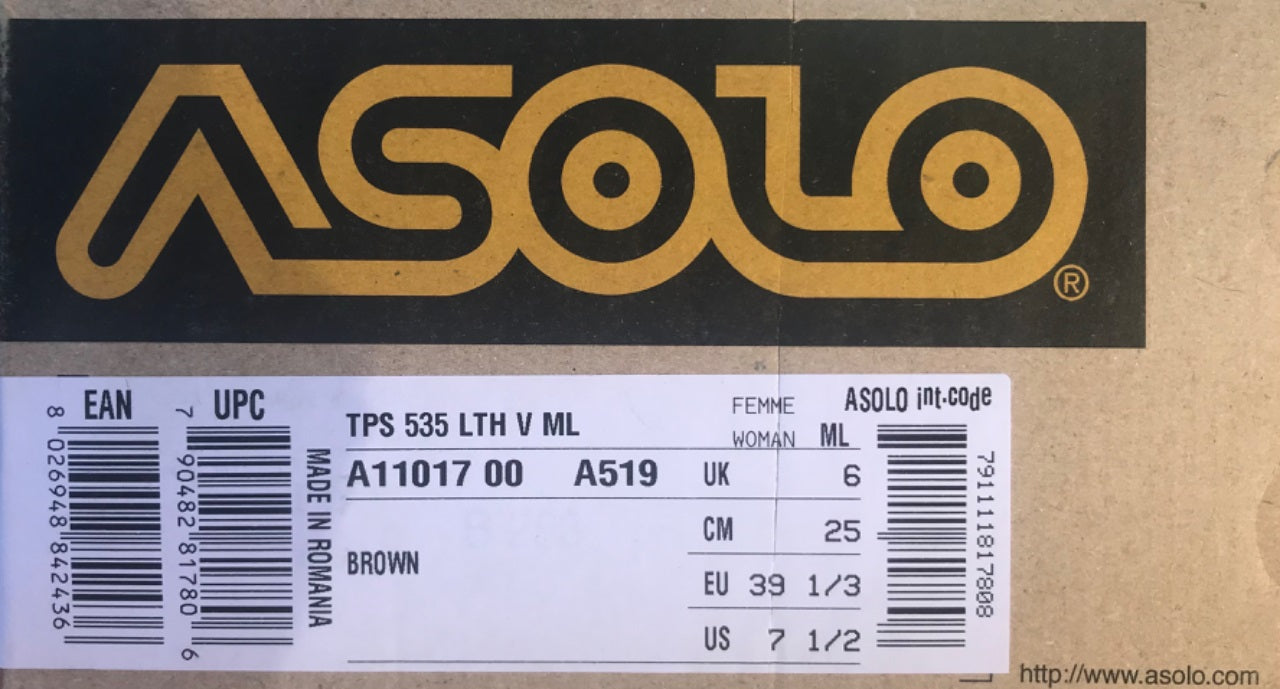 ASOLO®
EAN
8 026948 842436
UPC
7 90482 81780 6
MADE IN ROMANIA
TPS 535 LTH V ML
FEMME
WOMAN ML
A11017 00 A519
BROWN
UK 6
CM 25
EU 39 1/3
US 7 1/2
ASOLO int-code
791111817808
http://www.asolo.com